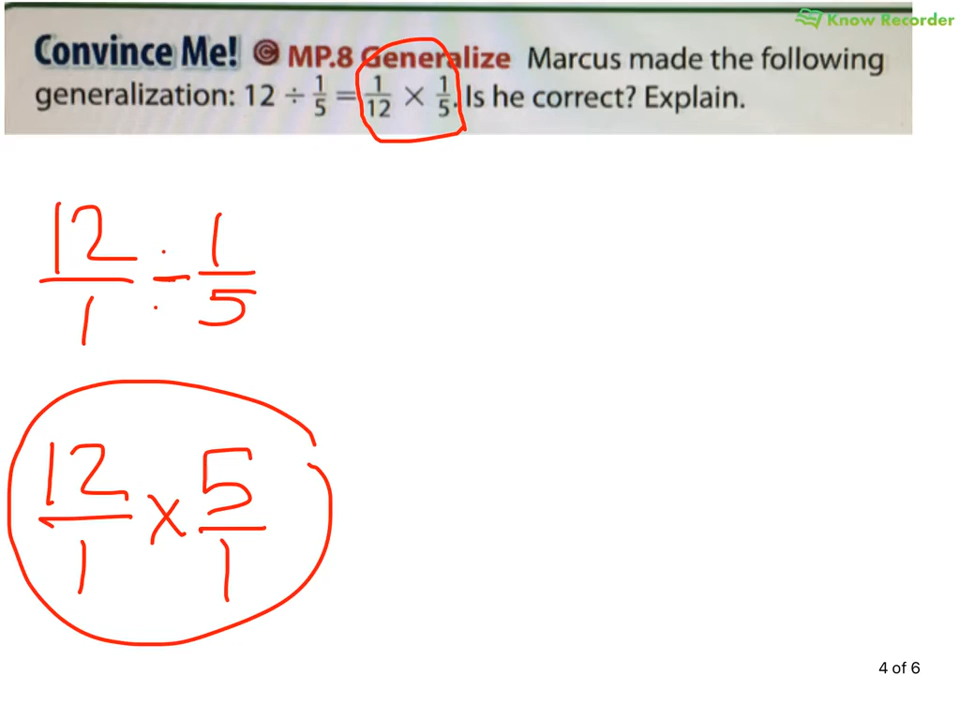 Know Recorder
Convince Me! © MP.8 Generalize Marcus made the following
generalization: 12 ÷ 1/5 = 1/12 × 1/5. Is he correct? Explain.
12/1 ÷ 1/5
12/1 × 5/1
4 of 6